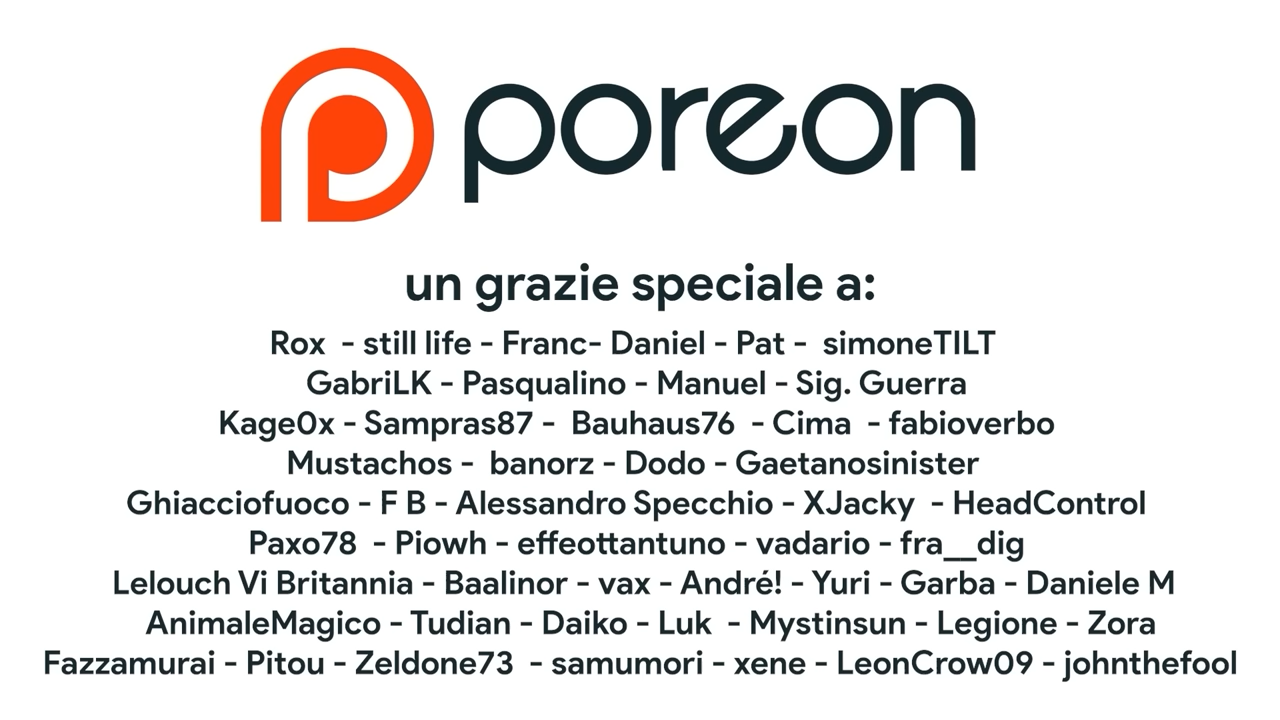 poreon
un grazie speciale a:
Rox - still life - Franc- Daniel - Pat - simoneTILT
GabriLK - Pasqualino - Manuel - Sig. Guerra
Kage0x - Sampras87 - Bauhaus76 - Cima - fabioverbo
Mustachos - banorz - Dodo - Gaetanosinister
Ghiacciofuoco - F B - Alessandro Specchio - XJacky - HeadControl
Paxo78 - Piowh - effeottantuno - vadario - fra__dig
Lelouch Vi Britannia - Baalinor - vax - André! - Yuri - Garba - Daniele M
AnimaleMagico - Tudian - Daiko - Luk - Mystinsun - Legione - Zora
Fazzamurai - Pitou - Zeldone73 - samumori - xene - LeonCrow09 - johnthefool